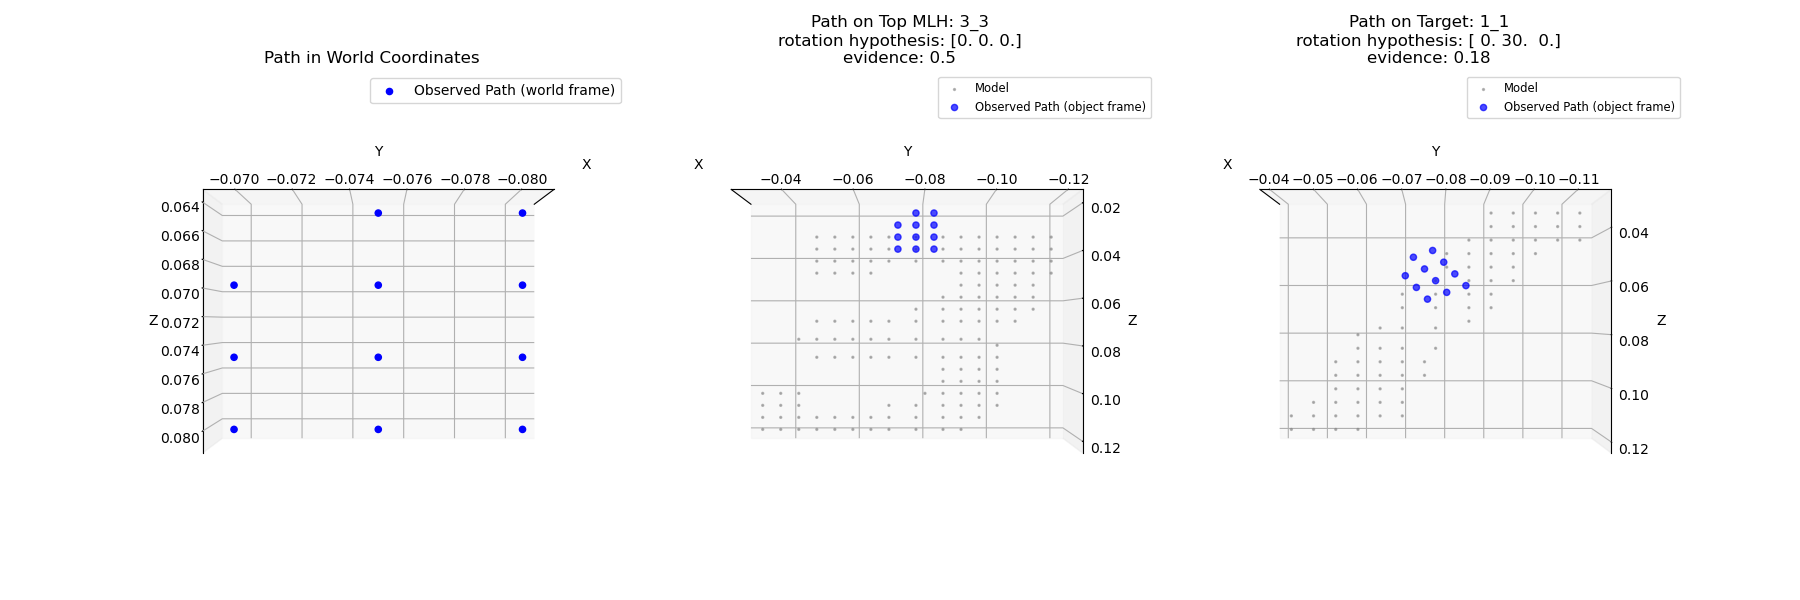 Path in World Coordinates
Observed Path (world frame)
Y
X
−0.070 −0.072 −0.074 −0.076 −0.078 −0.080
0.064
0.066
0.068
0.070
Z 0.072
0.074
0.076
0.078
0.080
Path on Top MLH: 3_3
rotation hypothesis: [0. 0. 0.]
evidence: 0.5
Model
Observed Path (object frame)
X
Y
−0.04 −0.06 −0.08 −0.10 −0.12
0.02
0.04
0.06
Z
0.08
0.10
0.12
Path on Target: 1_1
rotation hypothesis: [ 0. 30.  0.]
evidence: 0.18
Model
Observed Path (object frame)
X
Y
−0.04 −0.05 −0.06 −0.07 −0.08 −0.09 −0.10 −0.11
0.04
0.06
Z
0.08
0.10
0.12